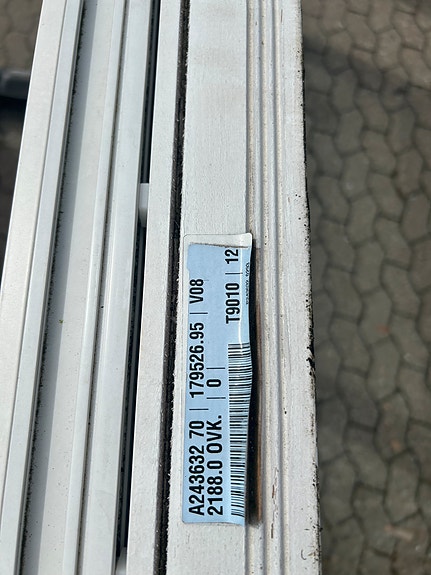 A243632 70 | 179526.95 | V08
2188.0 OVK. | 0 |
T9010 | 12